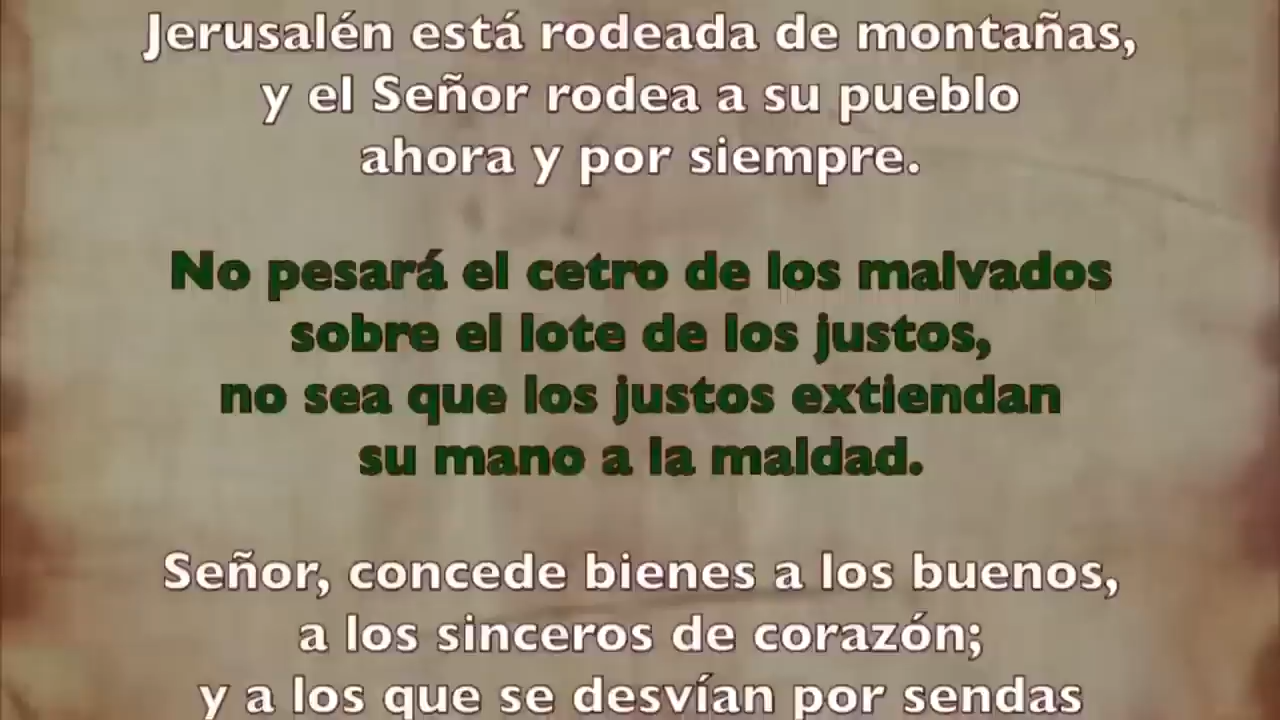 Jerusalén está rodeada de montañas,
y el Señor rodea a su pueblo
ahora y por siempre.
No pesará el cetro de los malvados
sobre el lote de los justos,
no sea que los justos extiendan
su mano a la maldad.
Señor, concede bienes a los buenos,
a los sinceros de corazón;
y a los que se desvían por sendas